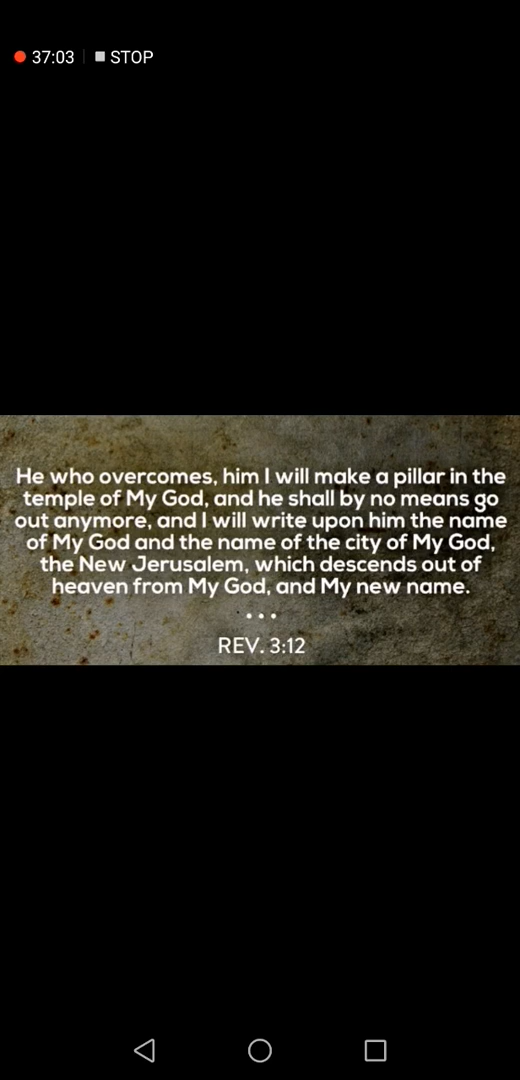 37:03 STOP
He who overcomes, him I will make a pillar in the
temple of My God, and he shall by no means go
out anymore, and I will write upon him the name
of My God and the name of the city of My God,
the New Jerusalem, which descends out of
heaven from My God, and My new name.
...
REV. 3:12